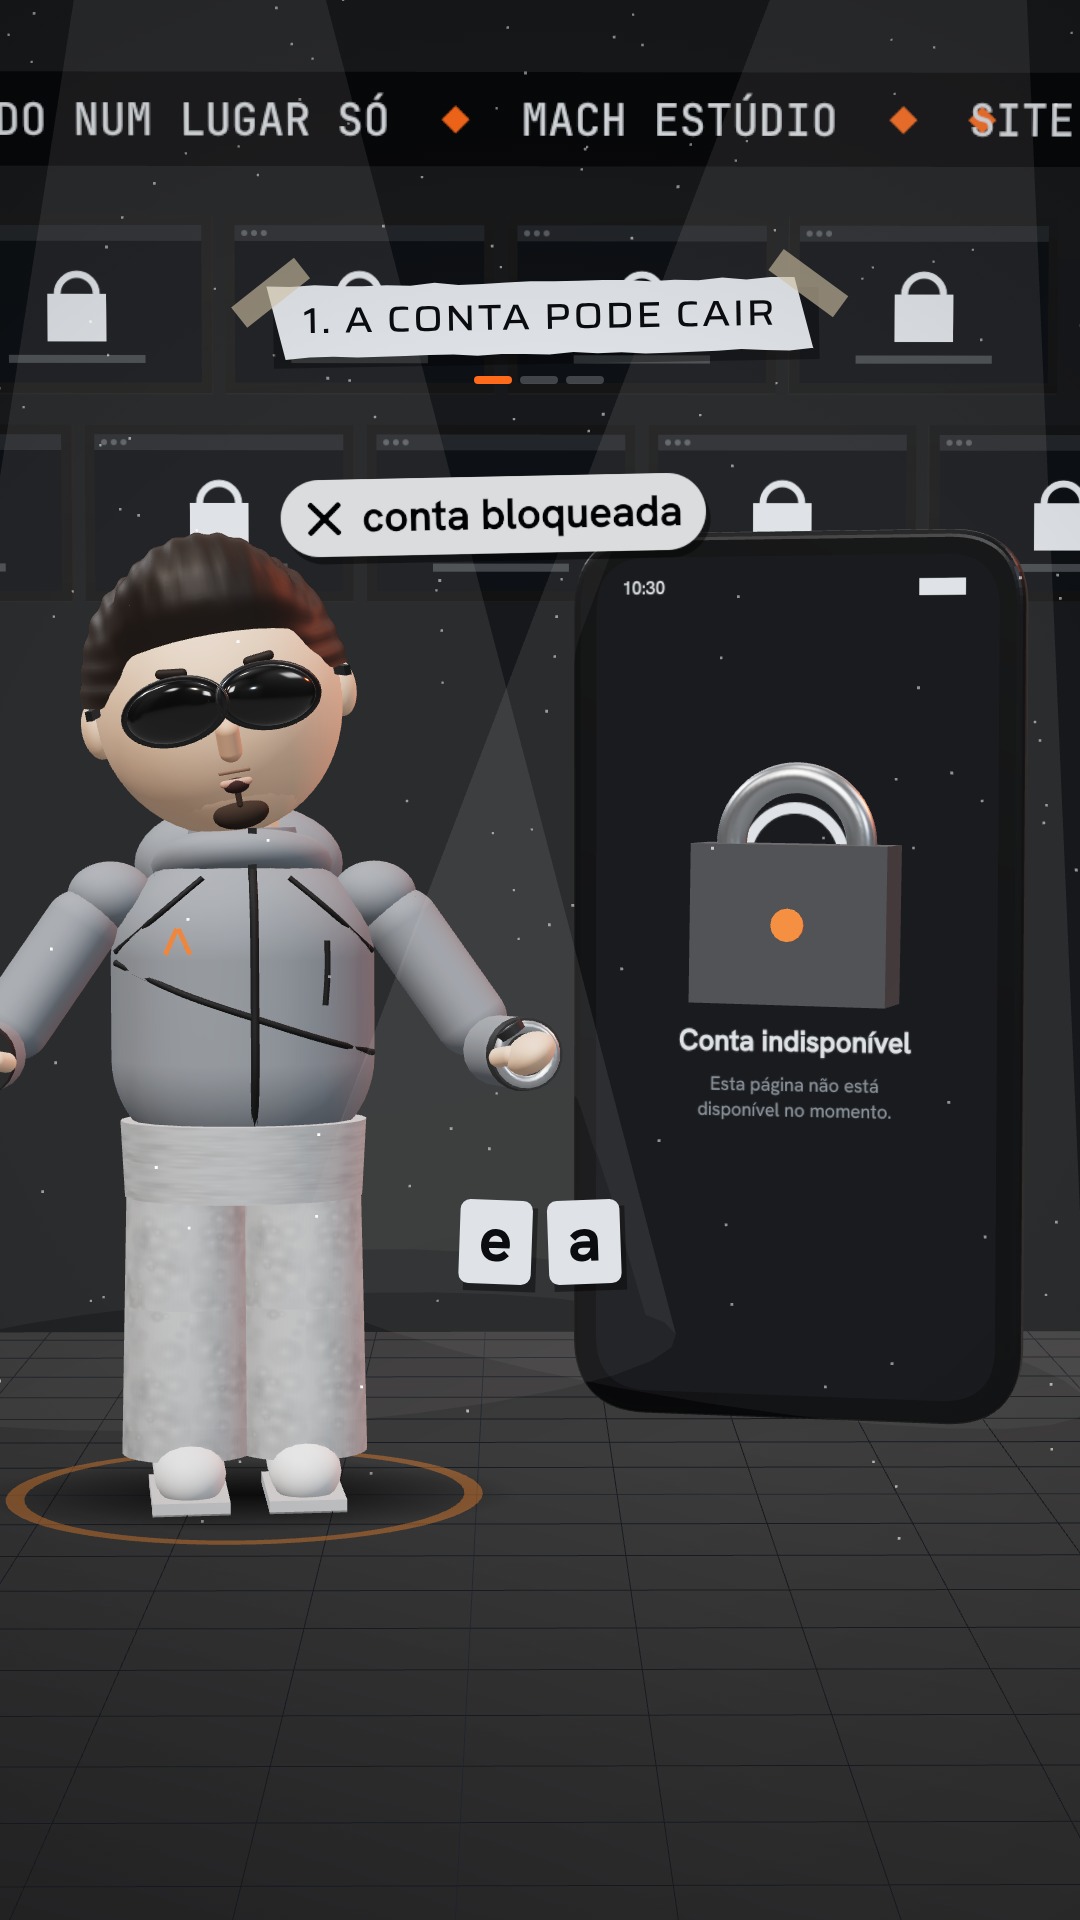 DO NUM LUGAR SÓ ◆ MACH ESTÚDIO ◆ SITE
1. A CONTA PODE CAIR
conta bloqueada
10:30
Conta indisponível
Esta página não está
disponível no momento.
e a